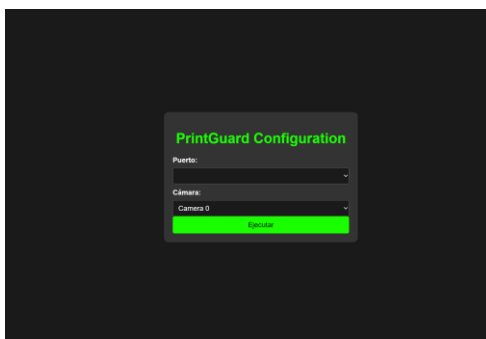 PrintGuard Configuration
Puerto:
Cámara:
Camera 0
Ejecutar